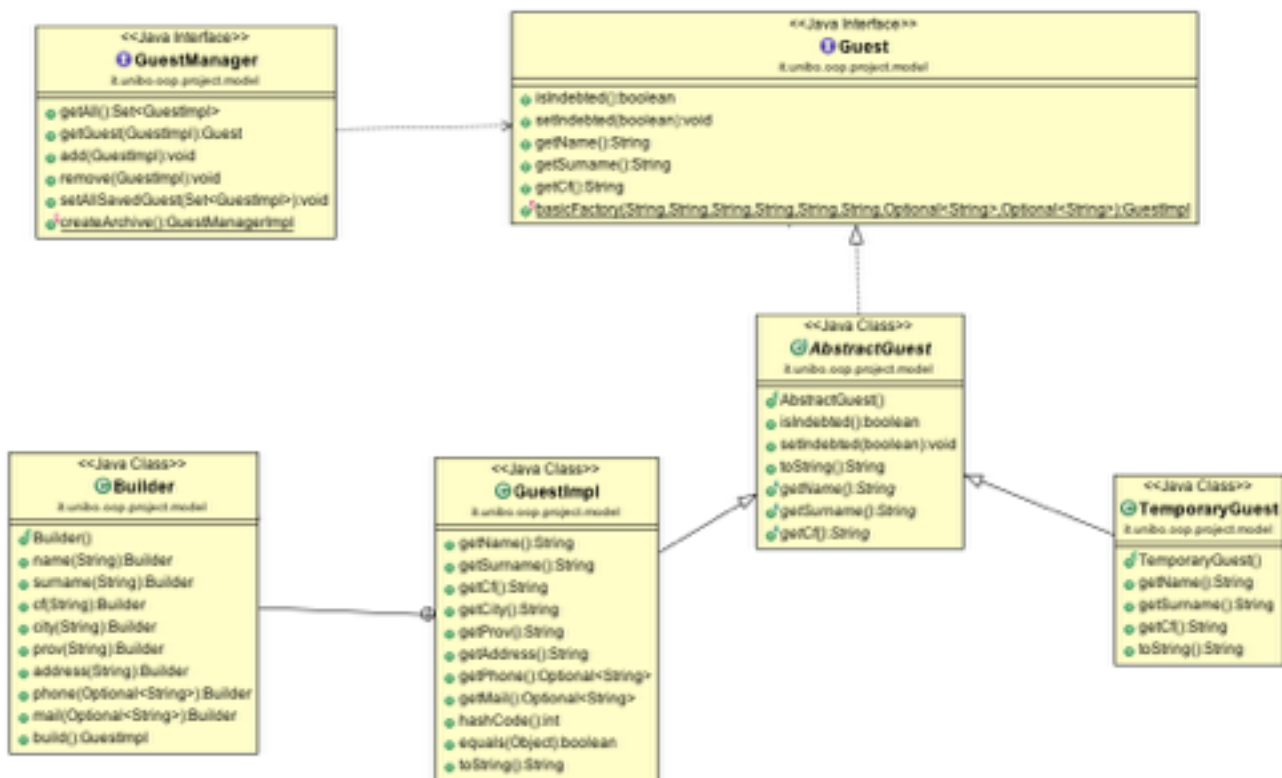 <<Java Interface>>
GuestManager
it.unibo.oop.project.model
getAll():Set<GuestImpl>
getGuest(GuestImpl):Guest
add(GuestImpl):void
remove(GuestImpl):void
setAllSavedGuest(Set<GuestImpl>):void
createArchive():GuestManagerImpl
<<Java Interface>>
Guest
it.unibo.oop.project.model
isIndebted():boolean
setIndebted(boolean):void
getName():String
getSurname():String
getCf():String
basicFactory(String,String,String,String,String,String,Optional<String>,Optional<String>):GuestImpl
<<Java Class>>
AbstractGuest
it.unibo.oop.project.model
AbstractGuest()
isIndebted():boolean
setIndebted(boolean):void
toString():String
getName():String
getSurname():String
getCf():String
<<Java Class>>
Builder
it.unibo.oop.project.model
Builder()
name(String):Builder
surname(String):Builder
cf(String):Builder
city(String):Builder
prov(String):Builder
address(String):Builder
phone(Optional<String>):Builder
mail(Optional<String>):Builder
build():GuestImpl
<<Java Class>>
GuestImpl
it.unibo.oop.project.model
getName():String
getSurname():String
getCf():String
getCity():String
getProv():String
getAddress():String
getPhone():Optional<String>
getMail():Optional<String>
hashCode():int
equals(Object):boolean
toString():String
<<Java Class>>
TemporaryGuest
it.unibo.oop.project.model
TemporaryGuest()
getName():String
getSurname():String
getCf():String
toString():String